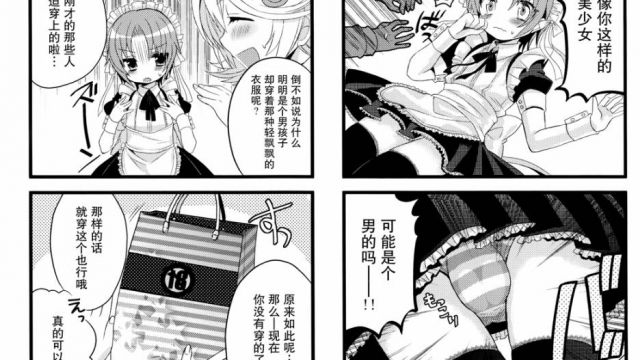 像你这样的
美少女
可能是个
男的吗——!!
刚才的那些人
道穿上的啦…
倒不如说为什么
明明是个男孩子
却穿着那种轻飘飘的
衣服呢？
那样的话
就穿这个也行哦
18
原来如此呢…
那么—现在
你没有穿的了
真的可以